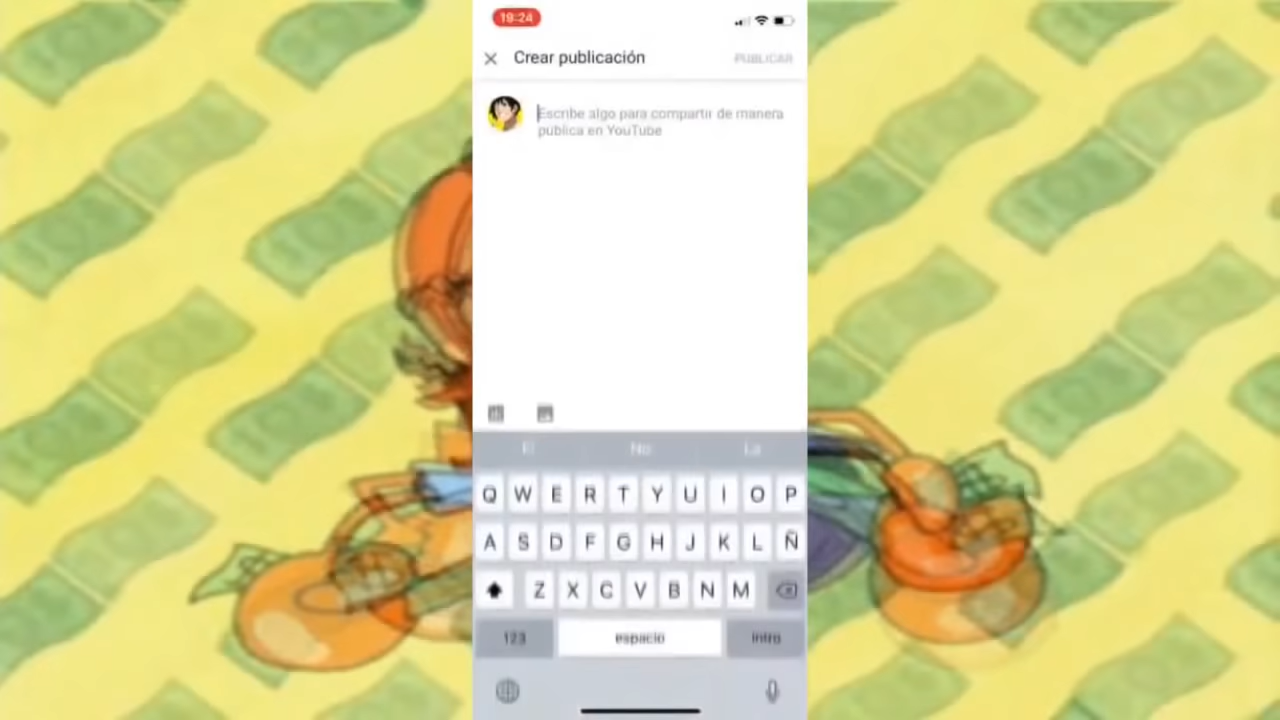 19:24
Crear publicación
PUBLICAR
Escribe algo para compartir de manera
pública en YouTube
El No La
Q W E R T Y U I O P
A S D F G H J K L Ñ
Z X C V B N M
123 espacio intro